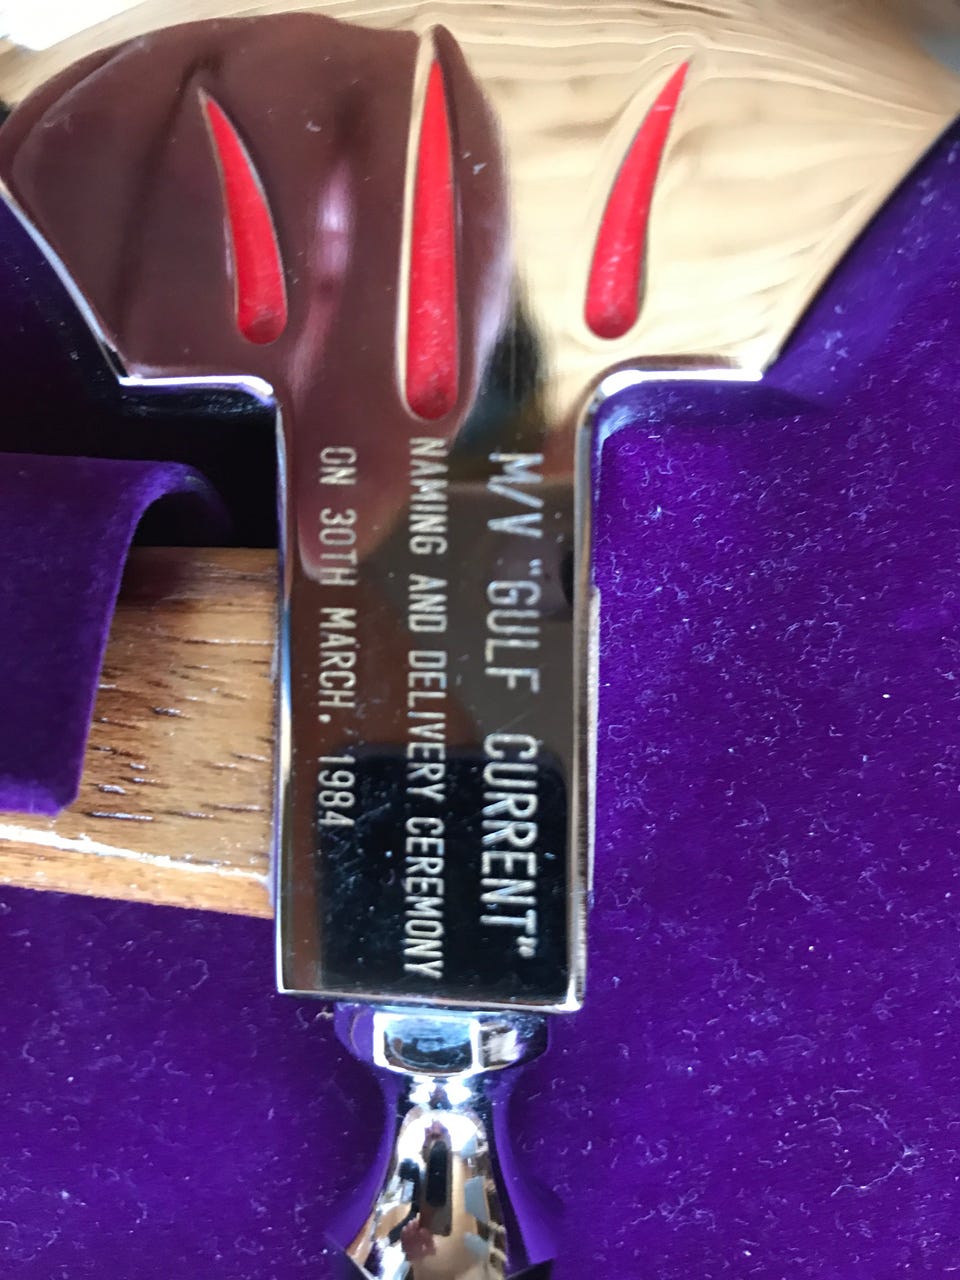 M/V "GULF CURRENT"
NAMING AND DELIVERY CEREMONY
ON 30TH MARCH, 1984